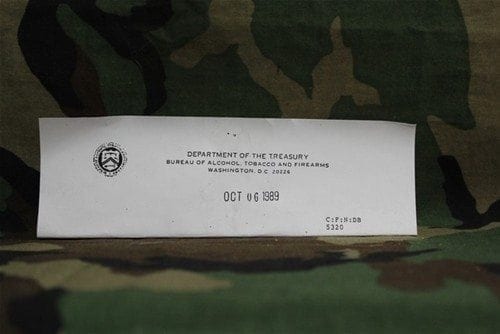 DEPARTMENT OF THE TREASURY
BUREAU OF ALCOHOL, TOBACCO AND FIREARMS
WASHINGTON, D.C. 20226
OCT 06 1989
C:F:N:DB
5320